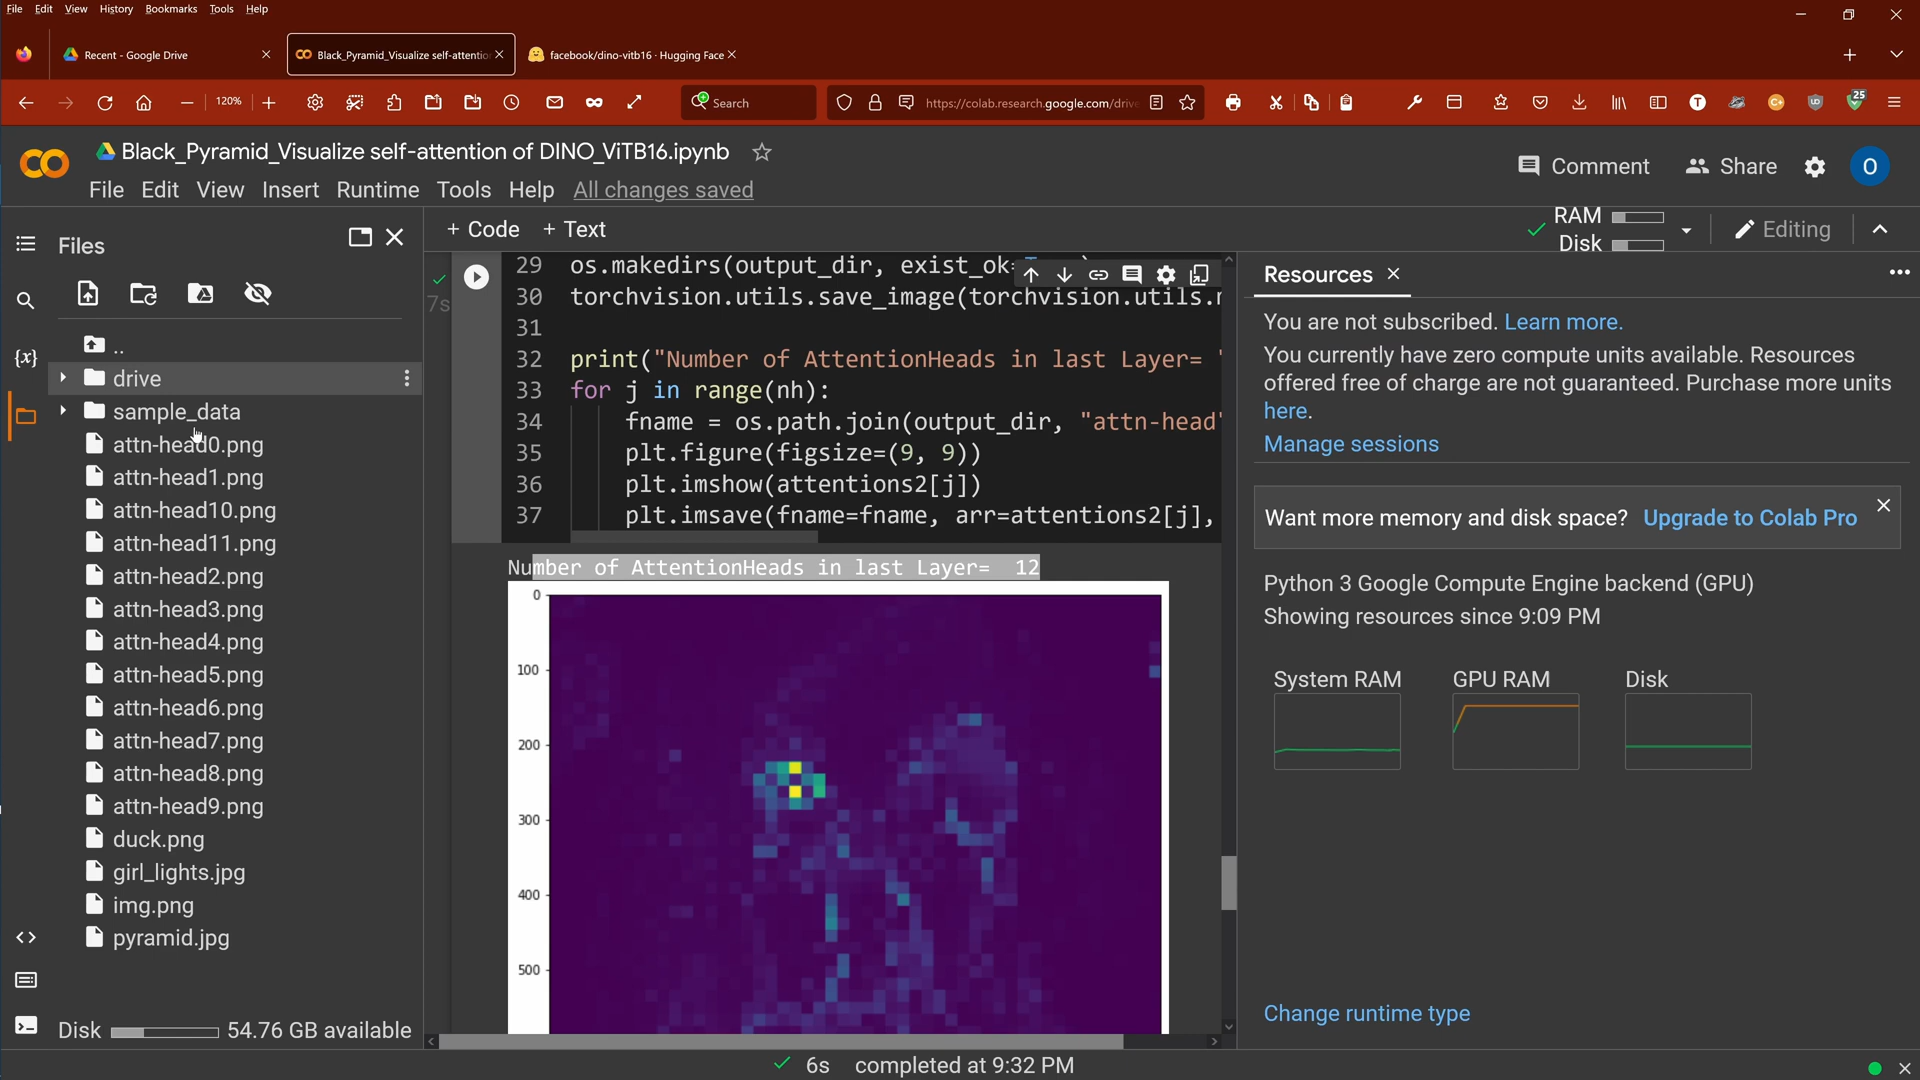 File Edit View History Bookmarks Tools Help
Recent - Google Drive
Black_Pyramid_Visualize self-attentio
facebook/dino-vitb16 · Hugging Face
120%
Search
https://colab.research.google.com/drive
25
Black_Pyramid_Visualize self-attention of DINO_ViTB16.ipynb
File Edit View Insert Runtime Tools Help All changes saved
Comment
Share
O
Files
+ Code + Text
RAM
Disk
Editing
..
drive
sample_data
attn-head0.png
attn-head1.png
attn-head10.png
attn-head11.png
attn-head2.png
attn-head3.png
attn-head4.png
attn-head5.png
attn-head6.png
attn-head7.png
attn-head8.png
attn-head9.png
duck.png
girl_lights.jpg
img.png
pyramid.jpg
Disk 54.76 GB available
{x}
7s
29 os.makedirs(output_dir, exist_ok=
30 torchvision.utils.save_image(torchvision.utils.
31
32 print("Number of AttentionHeads in last Layer= "
33 for j in range(nh):
34 fname = os.path.join(output_dir, "attn-head"
35 plt.figure(figsize=(9, 9))
36 plt.imshow(attentions2[j])
37 plt.imsave(fname=fname, arr=attentions2[j],
Number of AttentionHeads in last Layer= 12
0
100
200
300
400
500
Resources
You are not subscribed. Learn more.
You currently have zero compute units available. Resources
offered free of charge are not guaranteed. Purchase more units
here.
Manage sessions
Want more memory and disk space? Upgrade to Colab Pro
Python 3 Google Compute Engine backend (GPU)
Showing resources since 9:09 PM
System RAM
GPU RAM
Disk
Change runtime type
6s completed at 9:32 PM